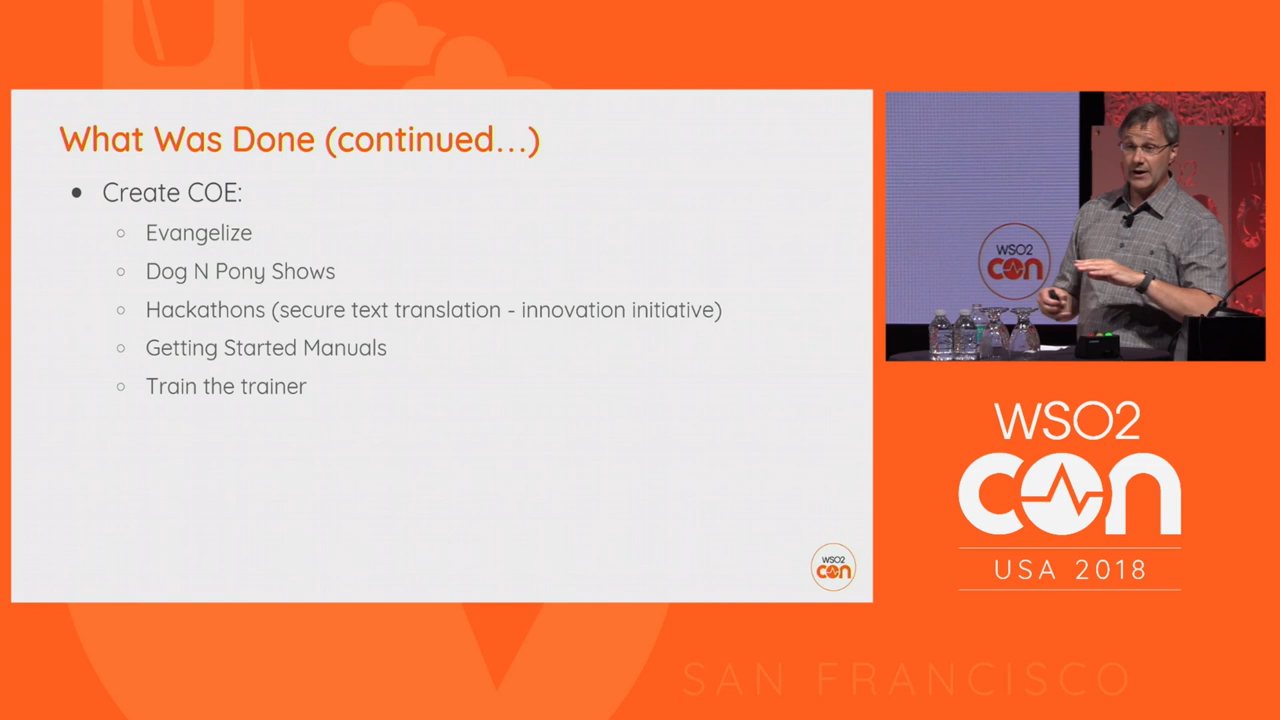 What Was Done (continued...)
● Create COE:
○ Evangelize
○ Dog N Pony Shows
○ Hackathons (secure text translation - innovation initiative)
○ Getting Started Manuals
○ Train the trainer
WSO2
con
WSO2
con
WSO2
con
USA 2018
SAN FRANCISCO